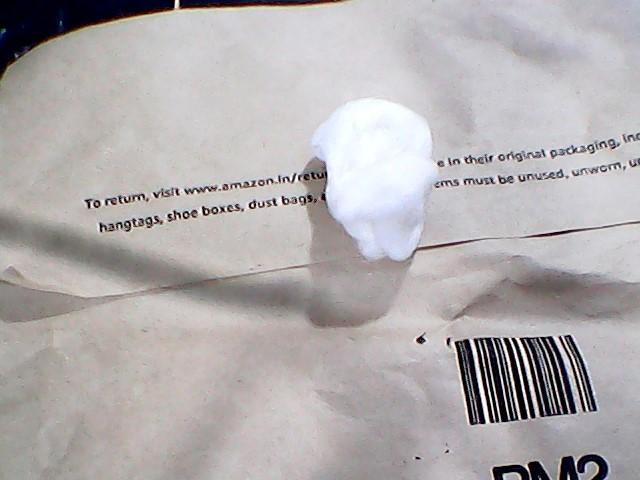 To return, visit www.amazon.in/retu e in their original packaging, inc
hangtags, shoe boxes, dust bags, ems must be unused, unworn, u
PM2